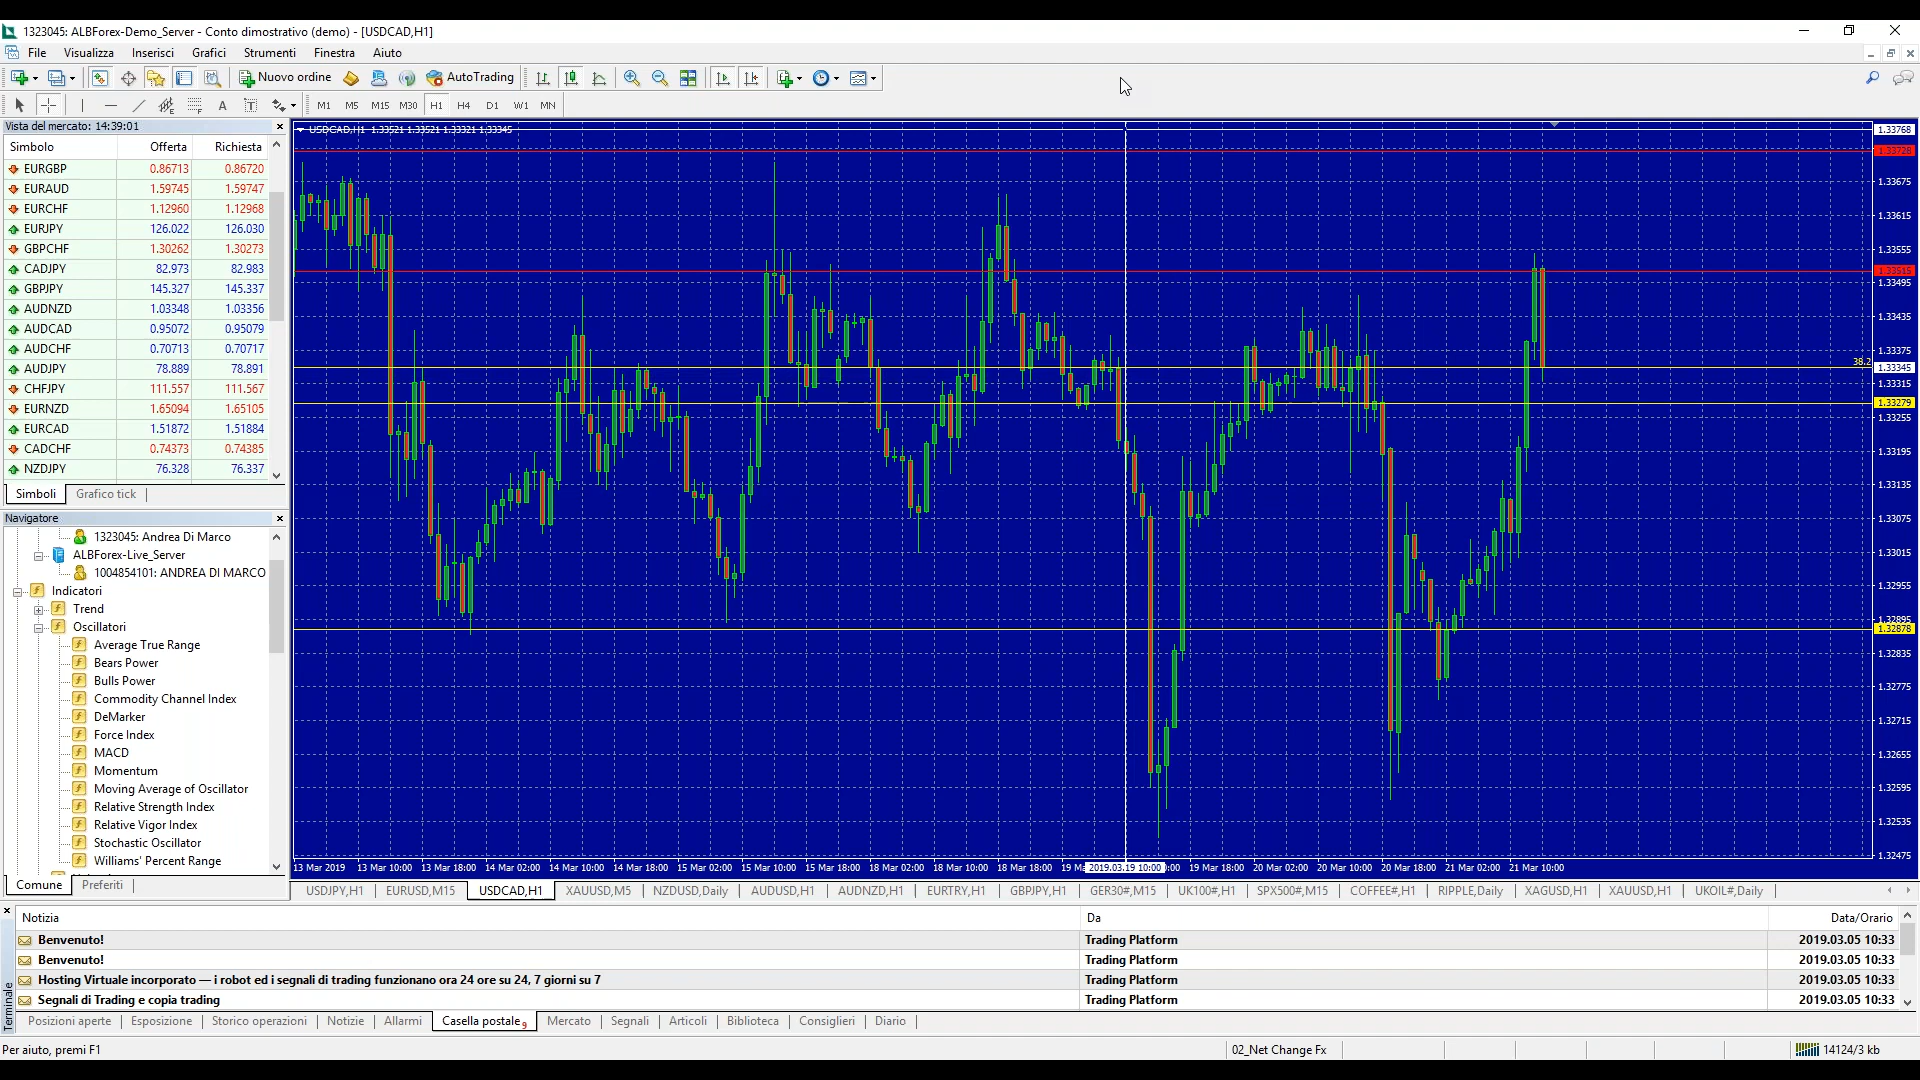 1323045: ALBForex-Demo_Server - Conto dimostrativo (demo) - [USDCAD,H1]
File Visualizza Inserisci Grafici Strumenti Finestra Aiuto
Nuovo ordine AutoTrading
M1 M5 M15 M30 H1 H4 D1 W1 MN
Vista del mercato: 14:39:01
Simbolo Offerta Richiesta
EURGBP 0.86713 0.86720
EURAUD 1.59745 1.59747
EURCHF 1.12960 1.12968
EURJPY 126.022 126.030
GBPCHF 1.30262 1.30273
CADJPY 82.973 82.983
GBPJPY 145.327 145.337
AUDNZD 1.03348 1.03356
AUDCAD 0.95072 0.95079
AUDCHF 0.70713 0.70717
AUDJPY 78.889 78.891
CHFJPY 111.557 111.567
EURNZD 1.65094 1.65105
EURCAD 1.51872 1.51884
CADCHF 0.74373 0.74385
NZDJPY 76.328 76.337
Simboli Grafico tick
Navigatore
1323045: Andrea Di Marco
ALBForex-Live_Server
1004854101: ANDREA DI MARCO
Indicatori
Trend
Oscillatori
Average True Range
Bears Power
Bulls Power
Commodity Channel Index
DeMarker
Force Index
MACD
Momentum
Moving Average of Oscillator
Relative Strength Index
Relative Vigor Index
Stochastic Oscillator
Williams' Percent Range
Comune Preferiti
USDCAD,H1 1.33521 1.33521 1.33321 1.33345
1.33768
1.33728
1.33675
1.33615
1.33555
1.33515
1.33495
1.33435
1.33375
38.2
1.33345
1.33315
1.33279
1.33255
1.33195
1.33135
1.33075
1.33015
1.32955
1.32895
1.32878
1.32835
1.32775
1.32715
1.32655
1.32595
1.32535
1.32475
13 Mar 2019 13 Mar 10:00 13 Mar 18:00 14 Mar 02:00 14 Mar 10:00 14 Mar 18:00 15 Mar 02:00 15 Mar 10:00 15 Mar 18:00 18 Mar 02:00 18 Mar 10:00 18 Mar 18:00 19 Ma 2019.03.19 10:00 19 Mar 18:00 20 Mar 02:00 20 Mar 10:00 20 Mar 18:00 21 Mar 02:00 21 Mar 10:00
USDJPY,H1 EURUSD,M15 USDCAD,H1 XAUUSD,M5 NZDUSD,Daily AUDUSD,H1 AUDNZD,H1 EURTRY,H1 GBPJPY,H1 GER30#,M15 UK100#,H1 SPX500#,M15 COFFEE#,H1 RIPPLE,Daily XAGUSD,H1 XAUUSD,H1 UKOIL#,Daily
Notizia Da Data/Orario
Benvenuto! Trading Platform 2019.03.05 10:33
Benvenuto! Trading Platform 2019.03.05 10:33
Hosting Virtuale incorporato — i robot ed i segnali di trading funzionano ora 24 ore su 24, 7 giorni su 7 Trading Platform 2019.03.05 10:33
Segnali di Trading e copia trading Trading Platform 2019.03.05 10:33
Terminale
Posizioni aperte Esposizione Storico operazioni Notizie Allarmi Casella postale 9 Mercato Segnali Articoli Biblioteca Consiglieri Diario
Per aiuto, premi F1 02_Net Change Fx 14124/3 kb